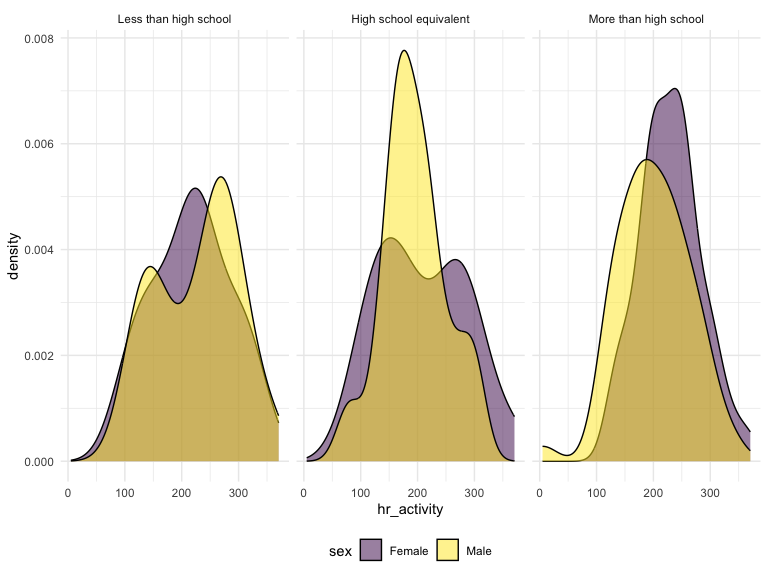 Less than high school High school equivalent More than high school
0.008
0.006
0.004
0.002
0.000
density
0 100 200 300 0 100 200 300 0 100 200 300
hr_activity
sex Female Male